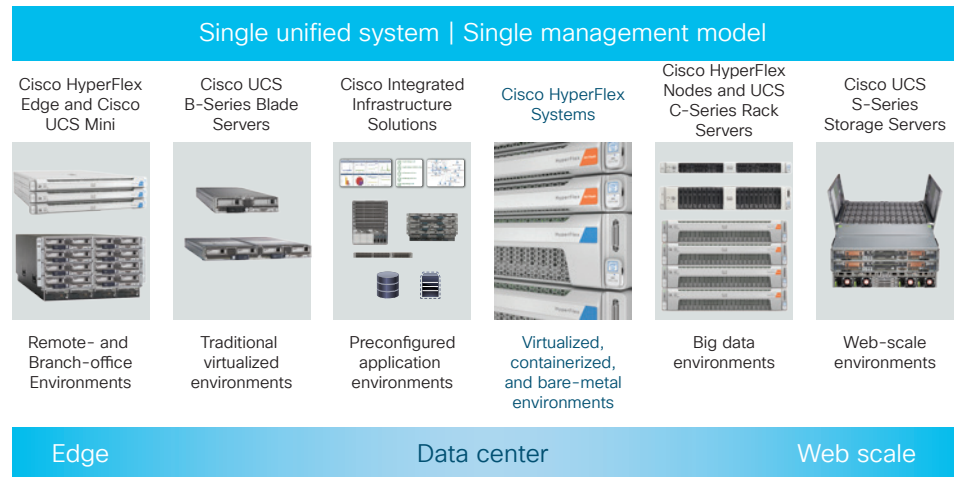 Single unified system | Single management model
Cisco HyperFlex
Edge and Cisco
UCS Mini
Cisco UCS
B-Series Blade
Servers
Cisco Integrated
Infrastructure
Solutions
Cisco HyperFlex
Systems
Cisco HyperFlex
Nodes and UCS
C-Series Rack
Servers
Cisco UCS
S-Series
Storage Servers
HyperFlex
HyperFlex
HyperFlex
Remote- and
Branch-office
Environments
Traditional
virtualized
environments
Preconfigured
application
environments
Virtualized,
containerized,
and bare-metal
environments
Big data
environments
Web-scale
environments
Edge
Data center
Web scale